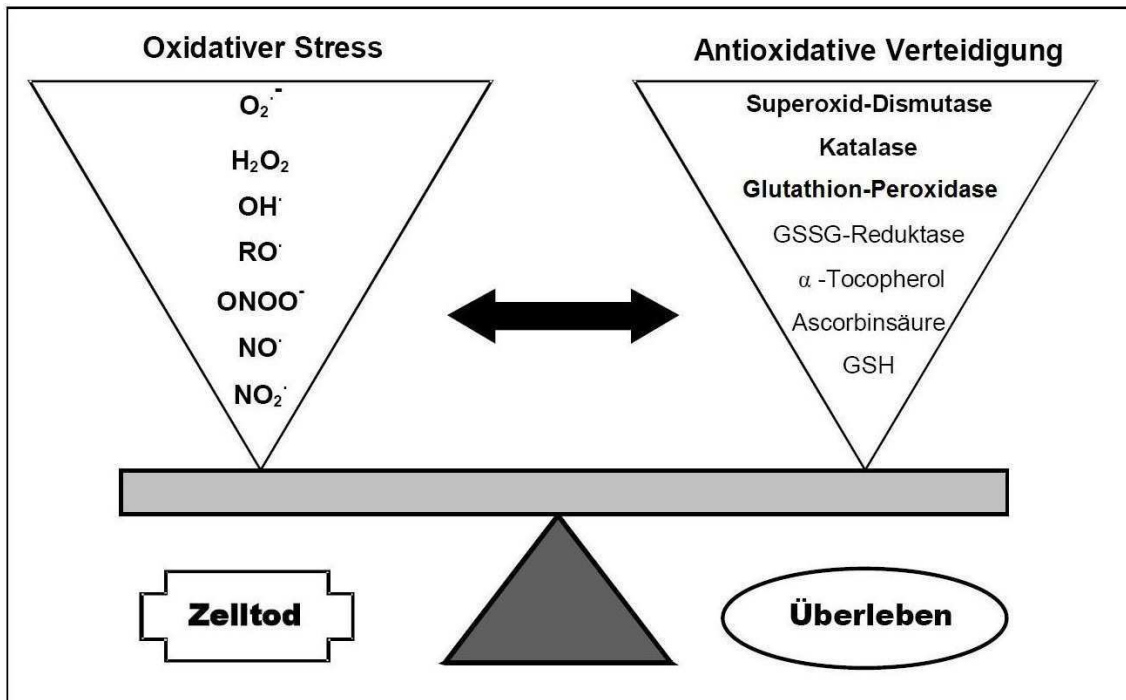 Oxidativer Stress
O₂˙⁻
H₂O₂
OH˙
RO˙
ONOO⁻
NO˙
NO₂˙
Antioxidative Verteidigung
Superoxid-Dismutase
Katalase
Glutathion-Peroxidase
GSSG-Reduktase
α -Tocopherol
Ascorbinsäure
GSH
Zelltod
Überleben